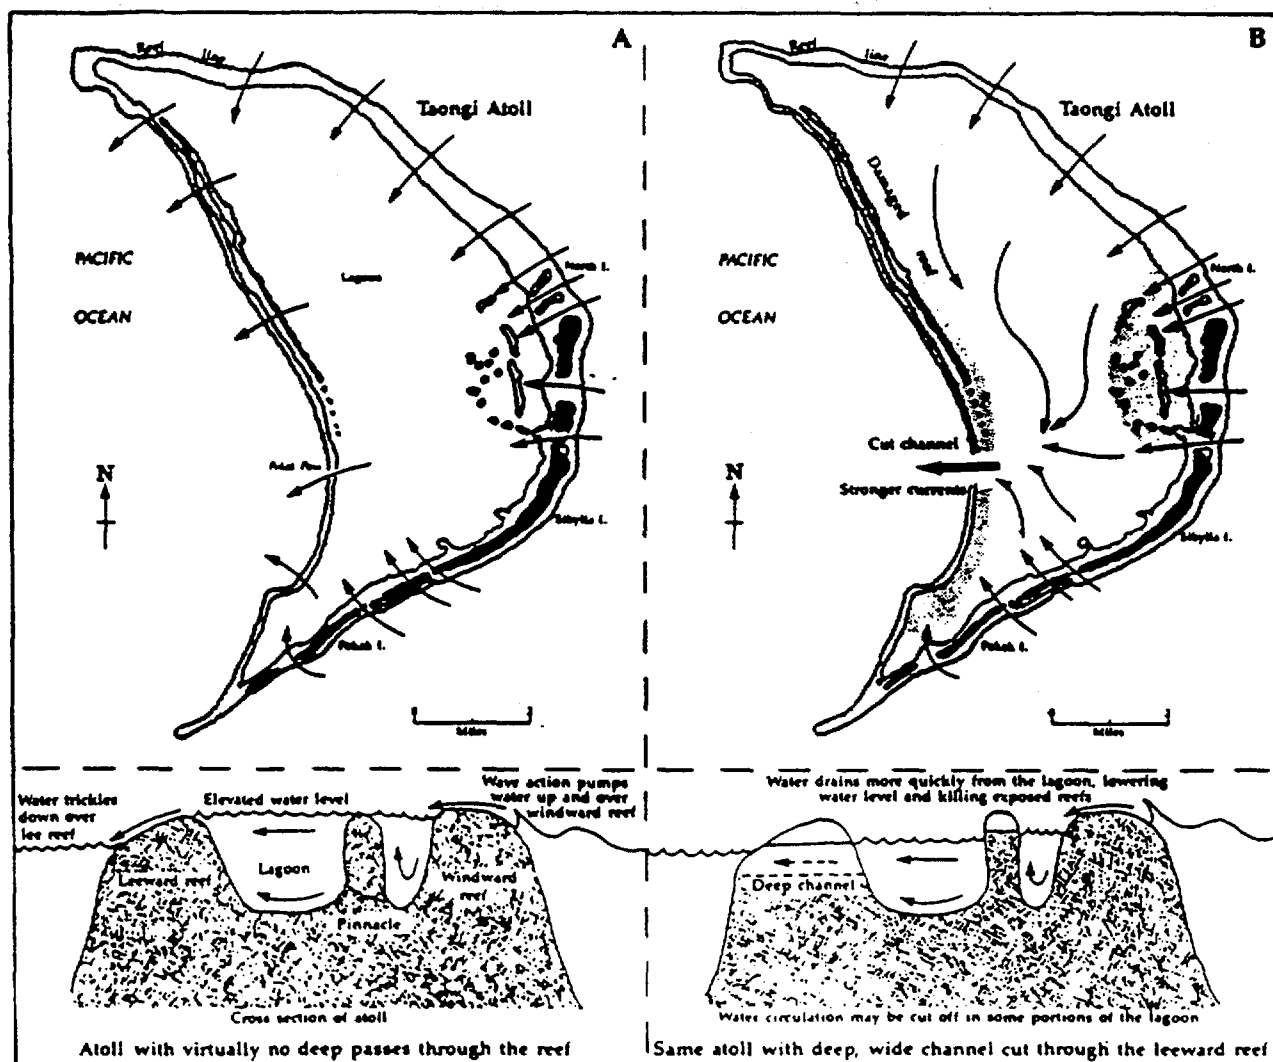 A
Reef
line
Taongi Atoll
PACIFIC
OCEAN
Lagoon
North I.
N
Sibylla I.
Pokak I.
Miles
B
Reef
line
Taongi Atoll
Damaged
reef
PACIFIC
OCEAN
North I.
Cut channel
Stronger currents
N
Sibylla I.
Pokak I.
Miles
Water trickles
down over
lee reef
Elevated water level
Wave action pumps
water up and over
windward reef
Leeward reef
Lagoon
Windward
reef
Pinnacle
Cross section of atoll
Atoll with virtually no deep passes through the reef
Water drains more quickly from the lagoon, lowering
water level and killing exposed reefs
Deep channel
Water circulation may be cut off in some portions of the lagoon
Same atoll with deep, wide channel cut through the leeward reef